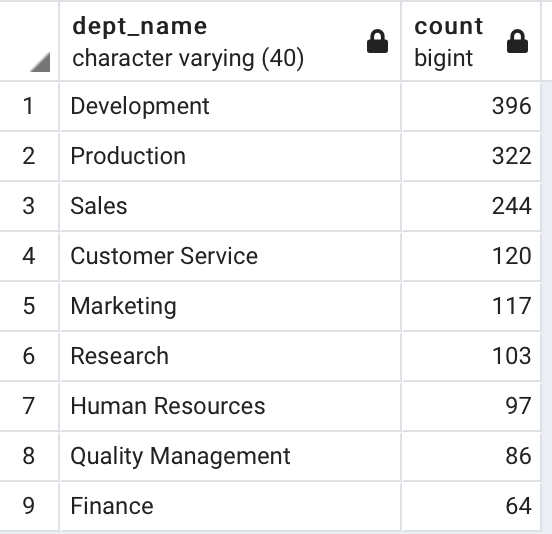 dept_name count
character varying (40) bigint
1 Development 396
2 Production 322
3 Sales 244
4 Customer Service 120
5 Marketing 117
6 Research 103
7 Human Resources 97
8 Quality Management 86
9 Finance 64